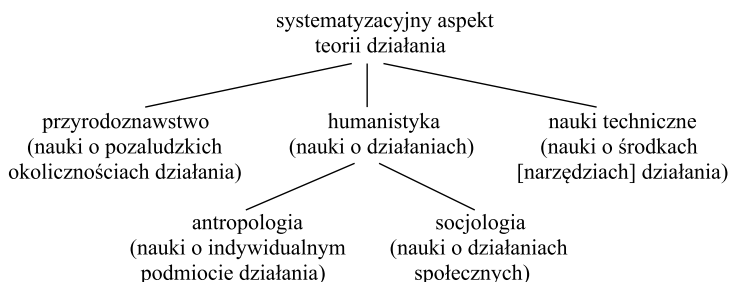 systematyzacyjny aspekt
teorii działania
przyrodoznawstwo
(nauki o pozaludzkich
okolicznościach działania)
humanistyka
(nauki o działaniach)
nauki techniczne
(nauki o środkach
[narzędziach] działania)
antropologia
(nauki o indywidualnym
podmiocie działania)
socjologia
(nauki o działaniach
społecznych)